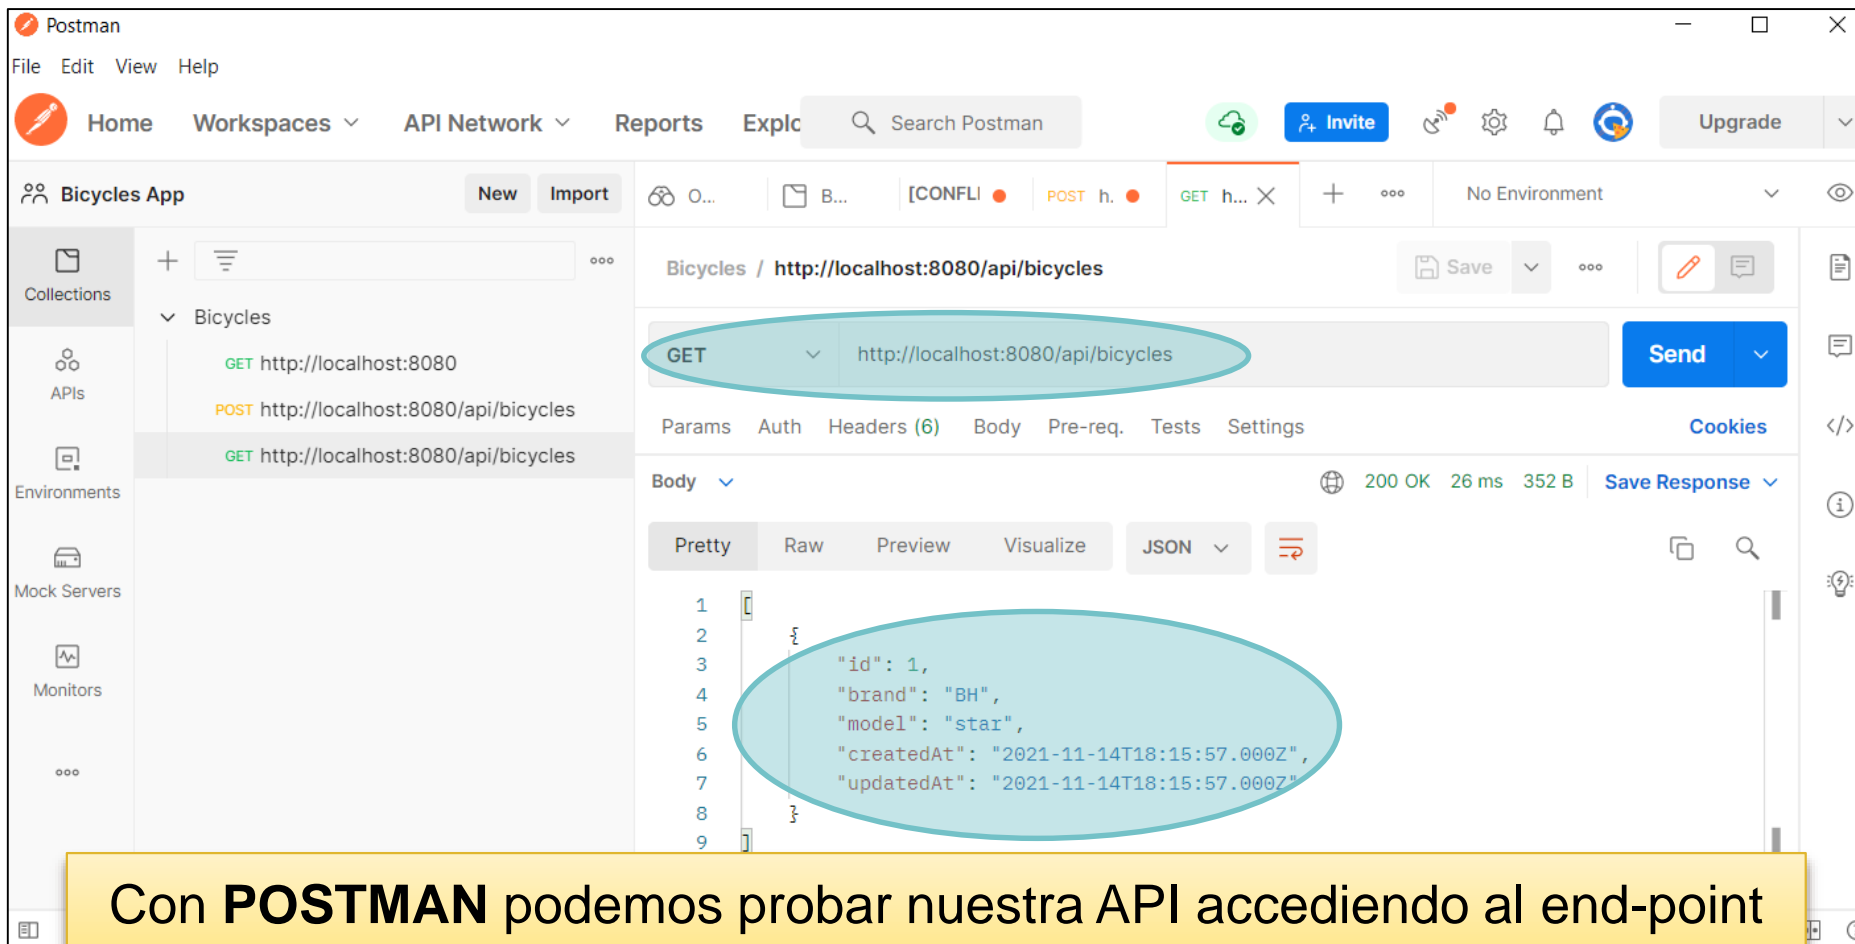 Postman
File Edit View Help
Home Workspaces API Network Reports Explo Search Postman Invite Upgrade
Bicycles App New Import O... B... [CONFLI POST h. GET h... No Environment
Collections
Bicycles / http://localhost:8080/api/bicycles Save
Bicycles
GET http://localhost:8080/api/bicycles Send
APIs
GET http://localhost:8080
POST http://localhost:8080/api/bicycles
GET http://localhost:8080/api/bicycles
Params Auth Headers (6) Body Pre-req. Tests Settings Cookies
Environments
Body 200 OK 26 ms 352 B Save Response
Pretty Raw Preview Visualize JSON
Mock Servers
Monitors
1 [
2 {
3 "id": 1,
4 "brand": "BH",
5 "model": "star",
6 "createdAt": "2021-11-14T18:15:57.000Z",
7 "updatedAt": "2021-11-14T18:15:57.000Z"
8 }
9 ]
Con POSTMAN podemos probar nuestra API accediendo al end-point